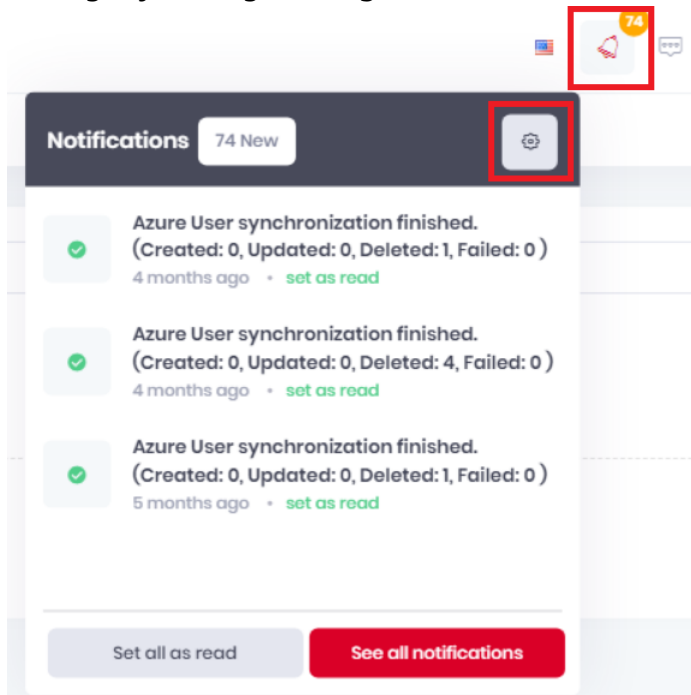 74
Notifications 74 New
Azure User synchronization finished.
(Created: 0, Updated: 0, Deleted: 1, Failed: 0 )
4 months ago • set as read
Azure User synchronization finished.
(Created: 0, Updated: 0, Deleted: 4, Failed: 0 )
4 months ago • set as read
Azure User synchronization finished.
(Created: 0, Updated: 0, Deleted: 1, Failed: 0 )
5 months ago • set as read
Set all as read
See all notifications